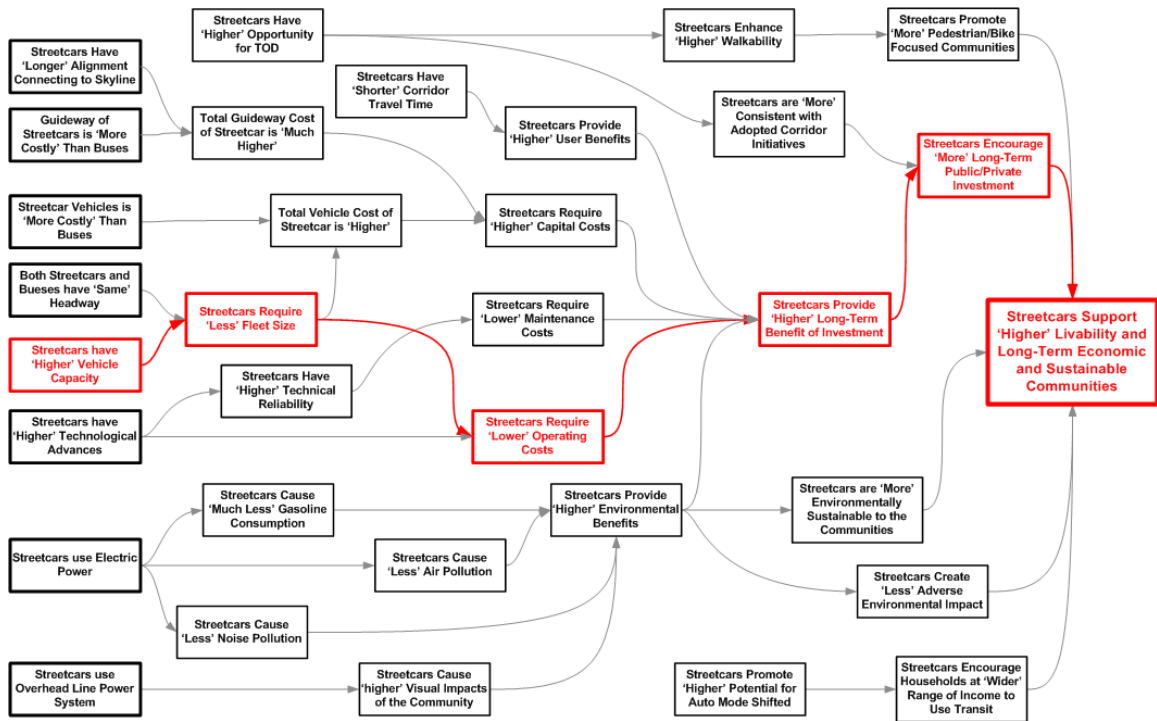 Streetcars Have
‘Higher’ Opportunity
for TOD
Streetcars Enhance
‘Higher’ Walkability
Streetcars Promote
‘More’ Pedestrian/Bike
Focused Communities
Streetcars Have
‘Longer’ Alignment
Connecting to Skyline
Streetcars Have
‘Shorter’ Corridor
Travel Time
Guideway of
Streetcars is ‘More
Costly’ Than Buses
Total Guideway Cost
of Streetcar is ‘Much
Higher’
Streetcars Provide
‘Higher’ User Benefits
Streetcars are ‘More’
Consistent with
Adopted Corridor
Initiatives
Streetcars Encourage
‘More’ Long-Term
Public/Private
Investment
Streetcar Vehicles is
‘More Costly’ Than
Buses
Total Vehicle Cost of
Streetcar is ‘Higher’
Streetcars Require
‘Higher’ Capital Costs
Both Streetcars and
Bueses have ‘Same’
Headway
Streetcars Require
‘Less’ Fleet Size
Streetcars Require
‘Lower’ Maintenance
Costs
Streetcars Provide
‘Higher’ Long-Term
Benefit of Investment
Streetcars Support
‘Higher’ Livability and
Long-Term Economic
and Sustainable
Communities
Streetcars have
‘Higher’ Vehicle
Capacity
Streetcars Have
‘Higher’ Technical
Reliability
Streetcars have
‘Higher’ Technological
Advances
Streetcars Require
‘Lower’ Operating
Costs
Streetcars Cause
‘Much Less’ Gasoline
Consumption
Streetcars Provide
‘Higher’ Environmental
Benefits
Streetcars are ‘More’
Environmentally
Sustainable to the
Communities
Streetcars use Electric
Power
Streetcars Cause
‘Less’ Air Pollution
Streetcars Create
‘Less’ Adverse
Environmental Impact
Streetcars Cause
‘Less’ Noise Pollution
Streetcars use
Overhead Line Power
System
Streetcars Cause
‘higher’ Visual Impacts
of the Community
Streetcars Promote
‘Higher’ Potential for
Auto Mode Shifted
Streetcars Encourage
Households at ‘Wider’
Range of Income to
Use Transit